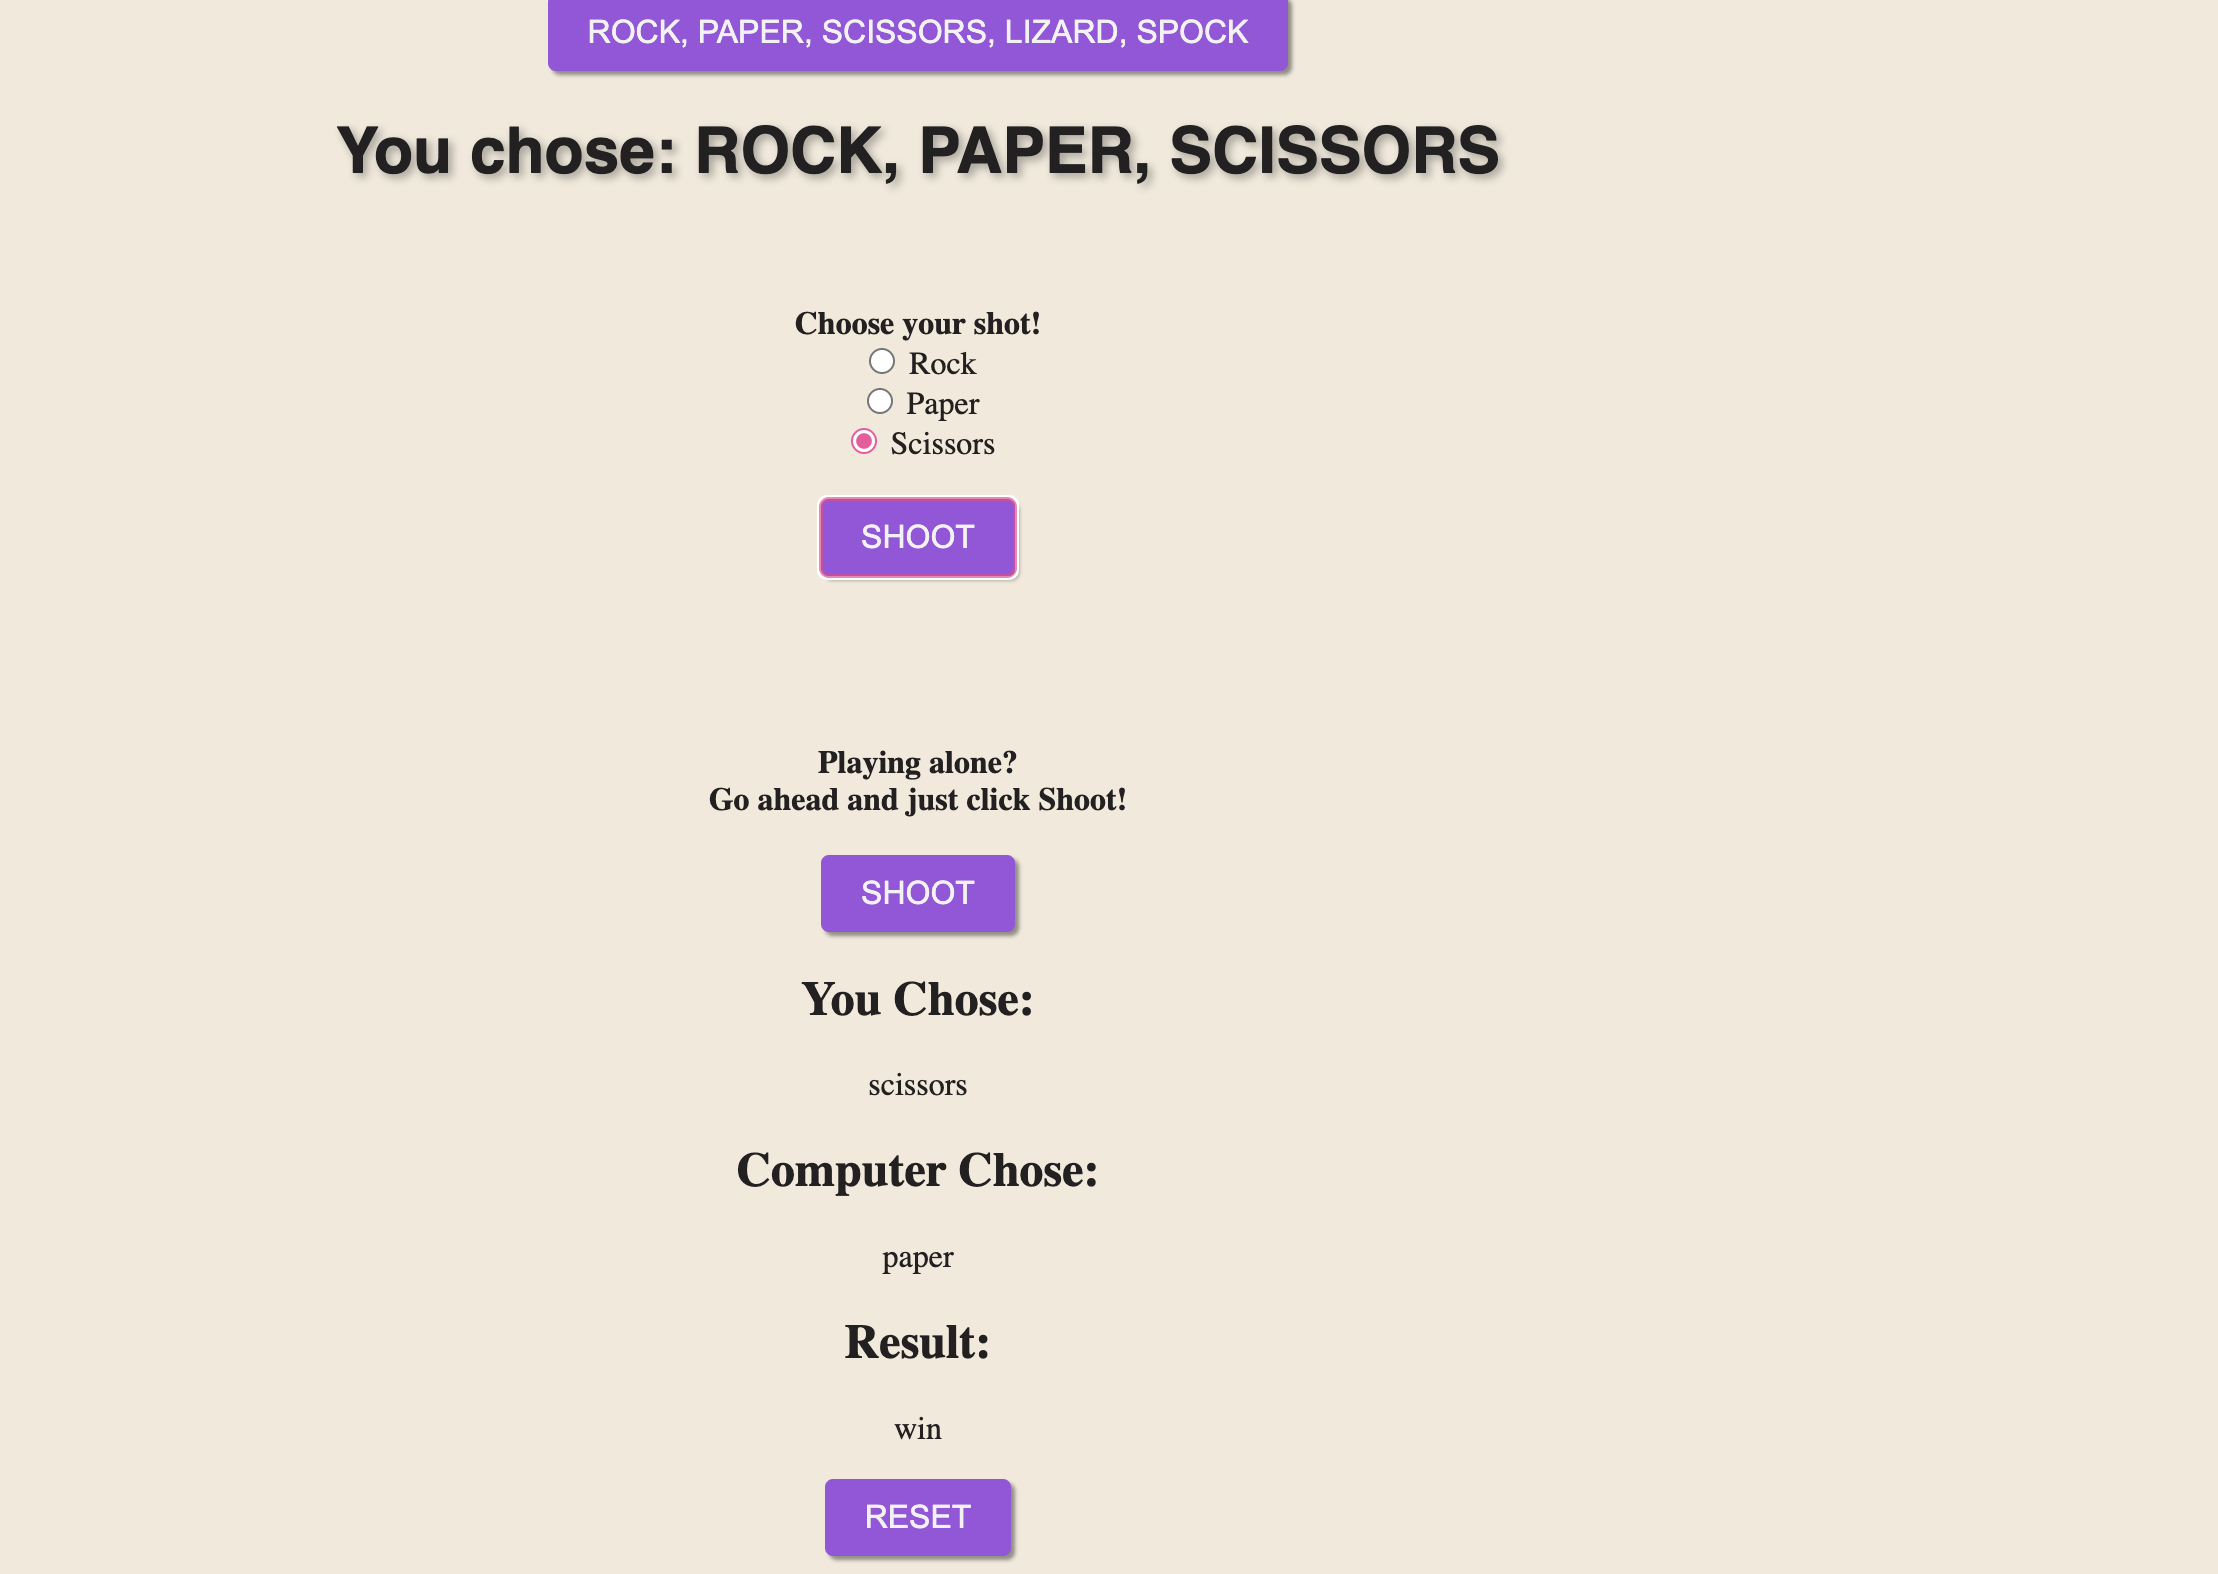 ROCK, PAPER, SCISSORS, LIZARD, SPOCK
You chose: ROCK, PAPER, SCISSORS
Choose your shot!
Rock
Paper
Scissors
SHOOT
Playing alone?
Go ahead and just click Shoot!
SHOOT
You Chose:
scissors
Computer Chose:
paper
Result:
win
RESET